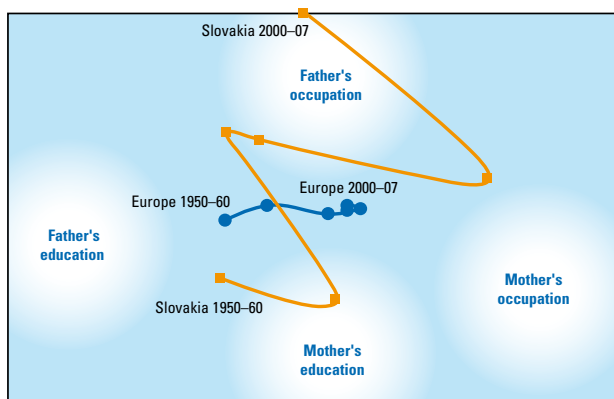 Slovakia 2000–07
Father's
occupation
Europe 1950–60
Europe 2000–07
Father's
education
Mother's
occupation
Slovakia 1950–60
Mother's
education